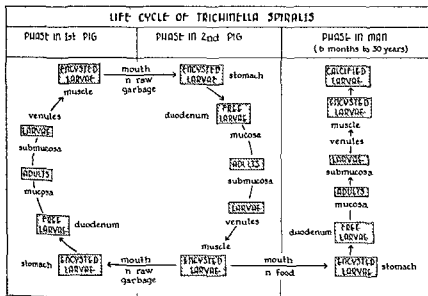 LIFE CYCLE OF TRICHINELLA SPIRALIS
PHASE IN 1st PIG
PHASE IN 2nd PIG
PHASE IN MAN
(6 months to 30 years)
ENCYSTED
LARVAE
muscle
venules
LARVAE
submucosa
ADULTS
mucosa
FREE
LARVAE
duodenum
stomach
ENCYSTED
LARVAE
mouth
n raw
garbage
ENCYSTED
LARVAE
stomach
duodenum
FREE
LARVAE
mucosa
ADULTS
submucosa
LARVAE
venules
muscle
ENCYSTED
LARVAE
mouth
n raw
garbage
mouth
n food
CALCIFIED
LARVAE
ENCYSTED
LARVAE
muscle
venules
LARVAE
submucosa
ADULTS
mucosa
duodenum
FREE
LARVAE
ENCYSTED
LARVAE
stomach